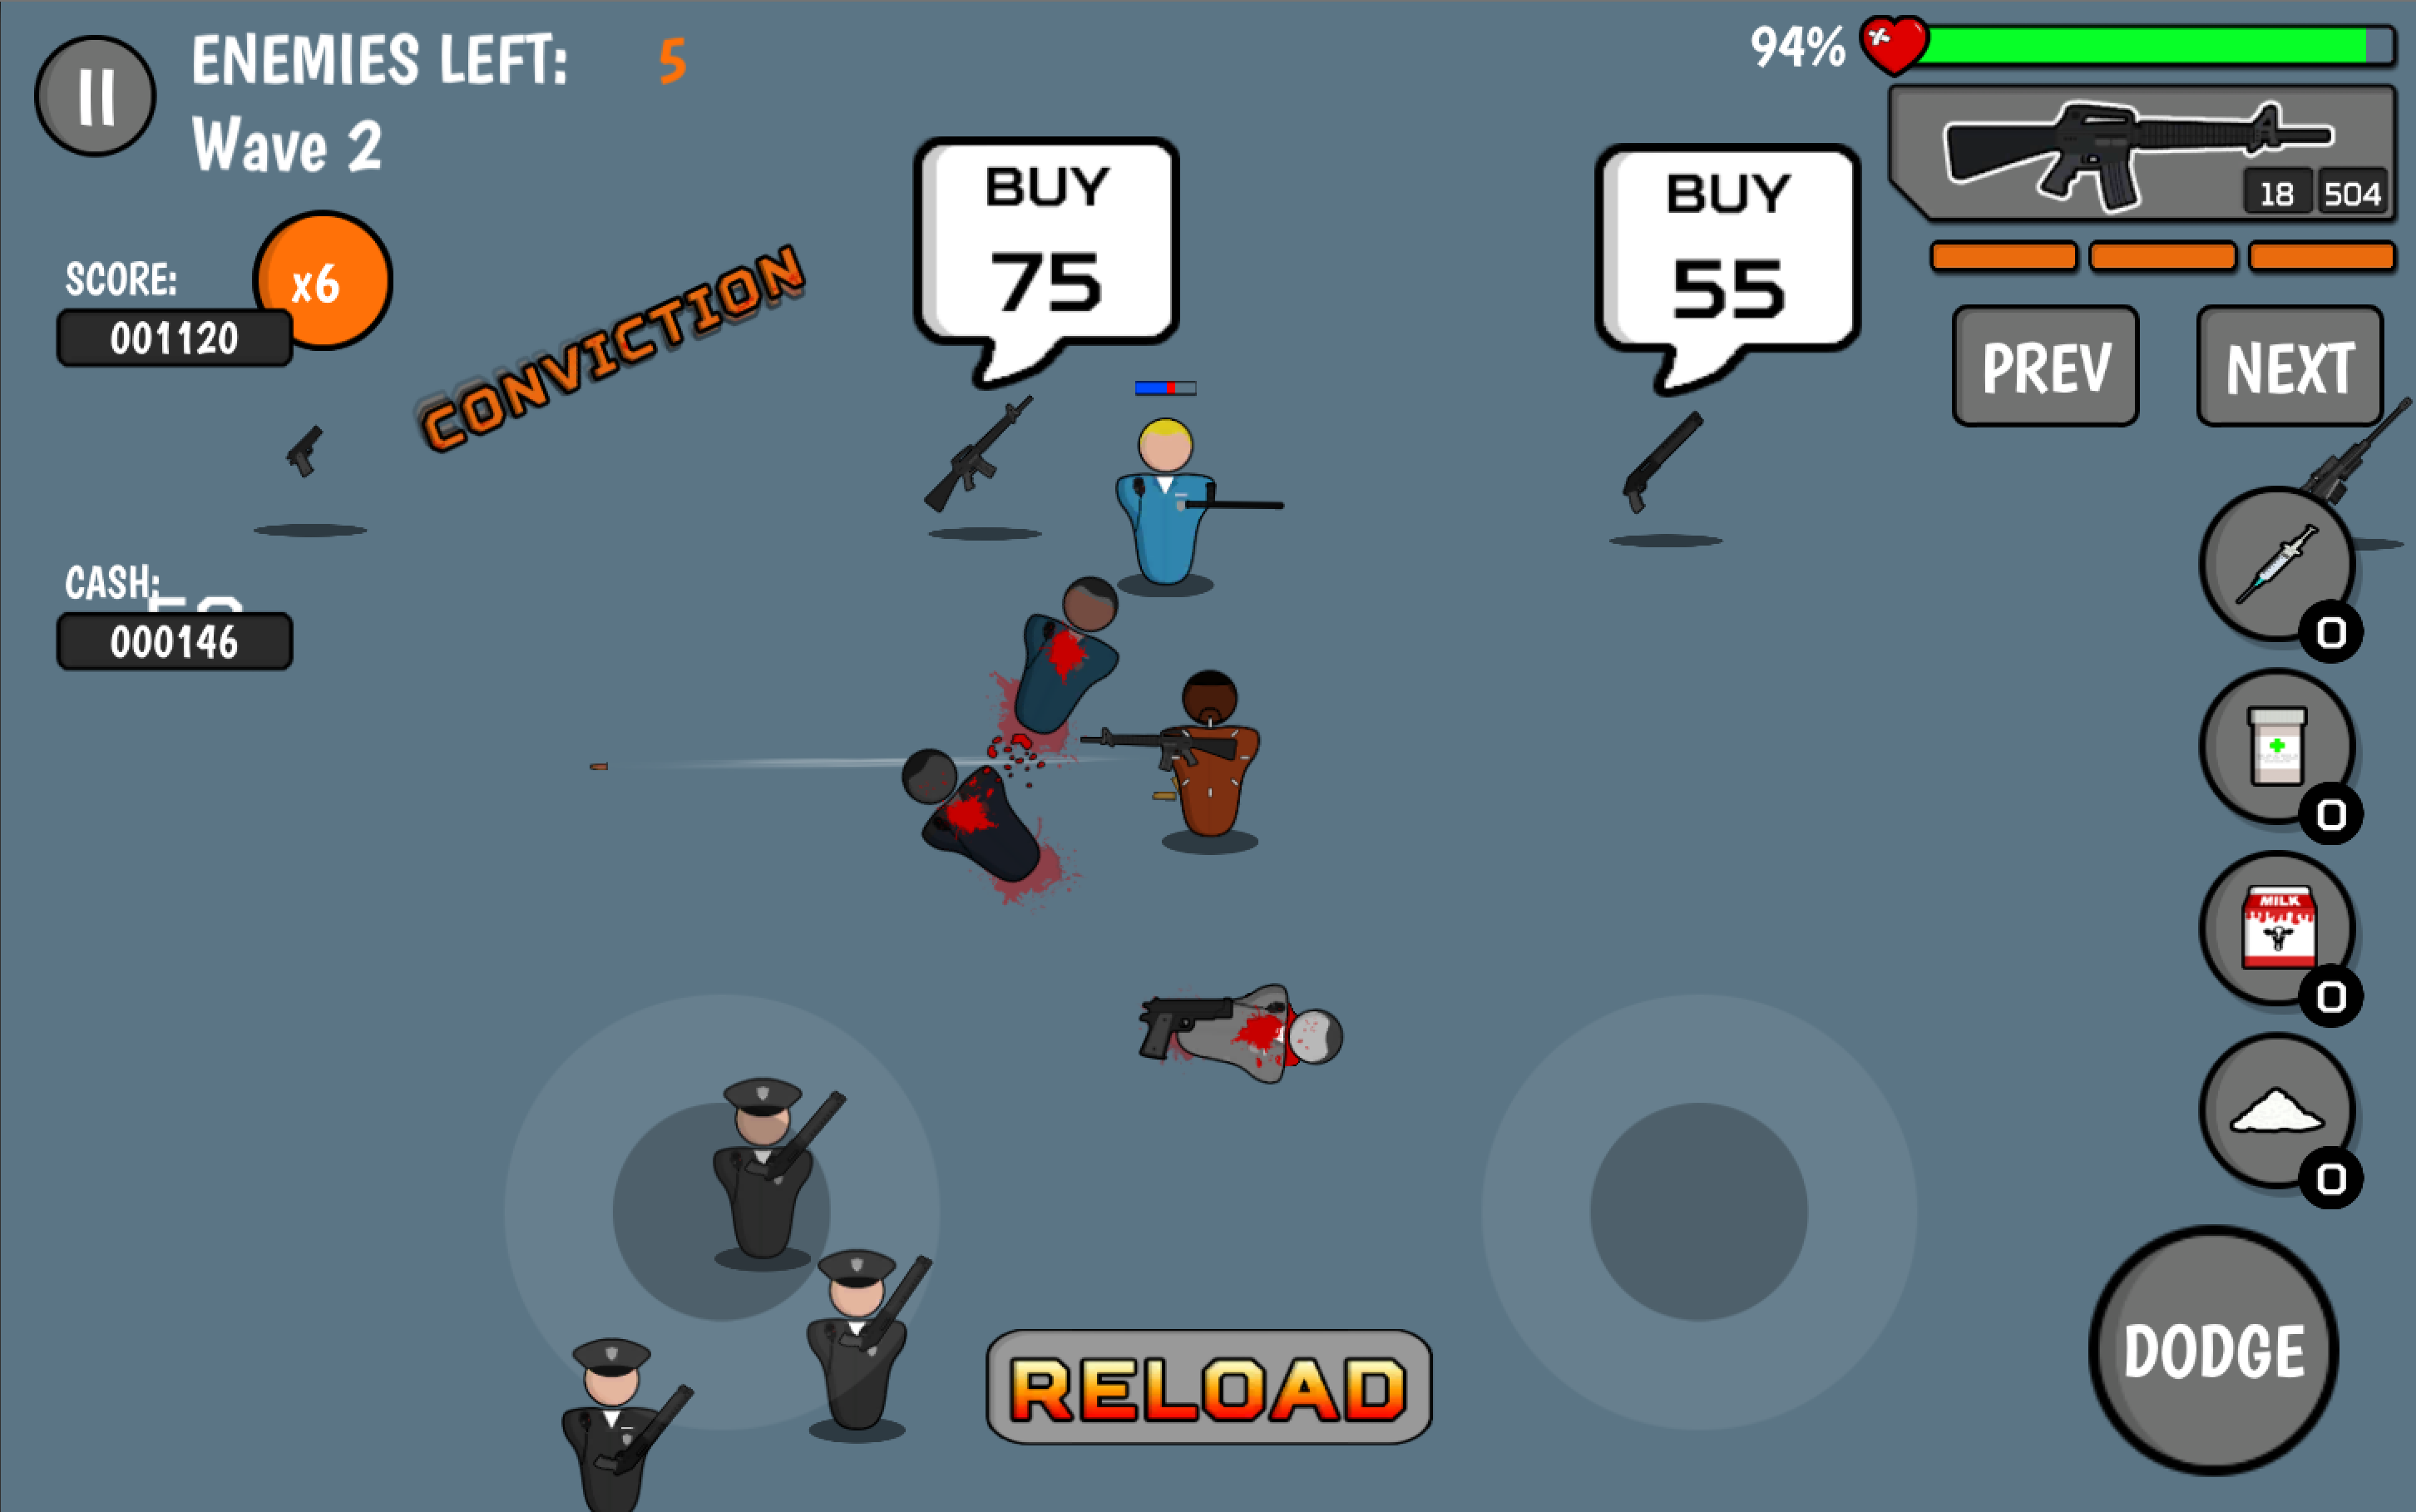 ENEMIES LEFT: 5
Wave 2
94%
18 504
SCORE:
x6
001120
CONVICTION
BUY
75
BUY
55
PREV
NEXT
CASH:
000146
0
0
MILK
0
0
RELOAD
DODGE